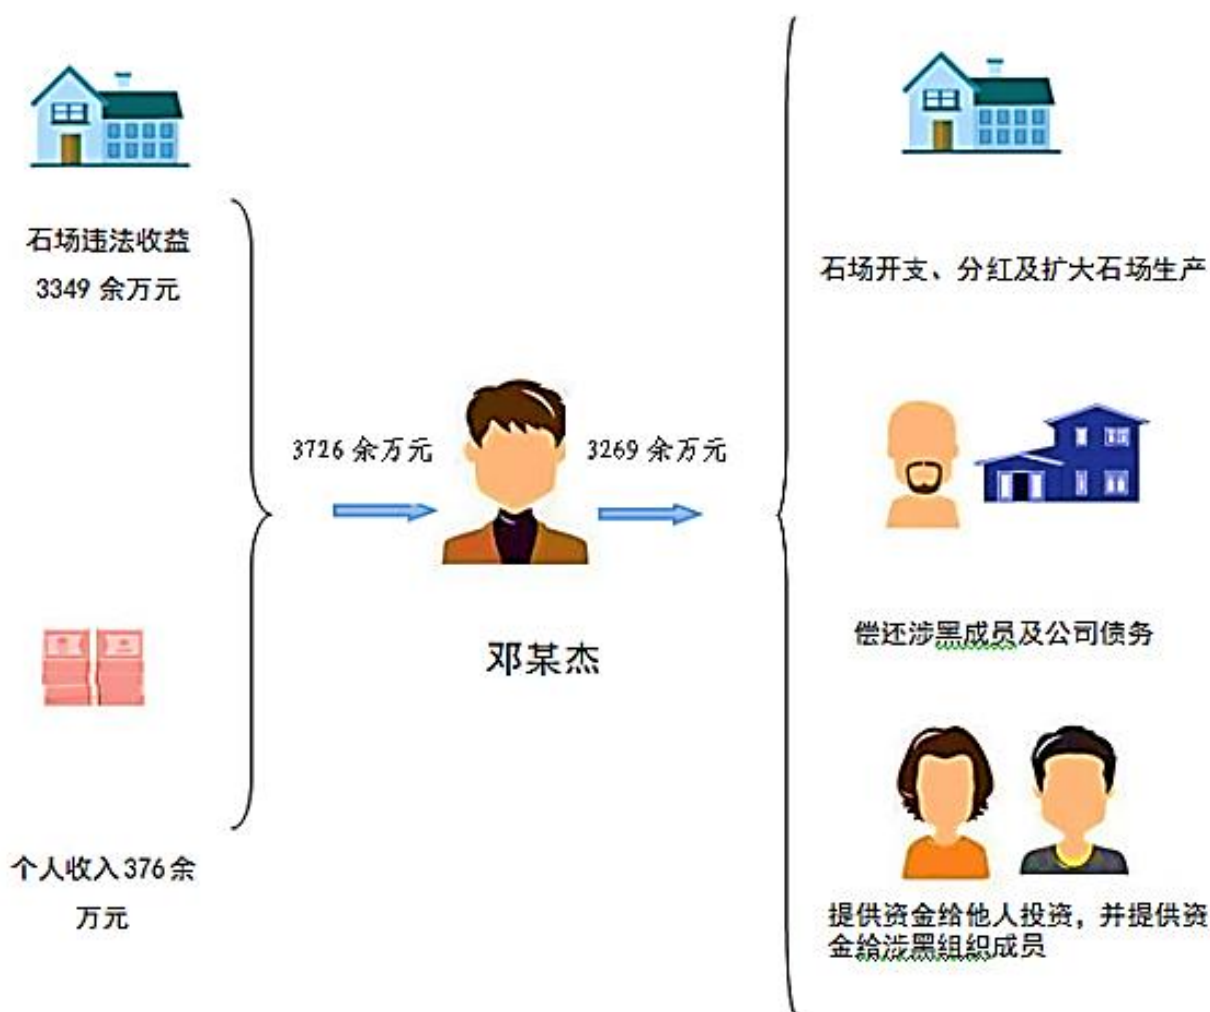 石场违法收益
3349 余万元
个人收入376余
万元
3726 余万元
邓某杰
3269 余万元
石场开支、分红及扩大石场生产
偿还涉黑成员及公司债务
提供资金给他人投资，并提供资
金给涉黑组织成员